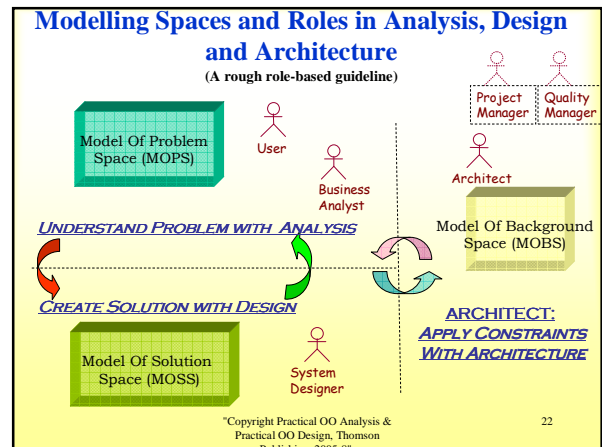 Modelling Spaces and Roles in Analysis, Design
and Architecture
(A rough role-based guideline)
Project
Manager
Quality
Manager
Model Of Problem
Space (MOPS)
User
Business
Analyst
Architect
Model Of Background
Space (MOBS)
UNDERSTAND PROBLEM WITH ANALYSIS
CREATE SOLUTION WITH DESIGN
ARCHITECT:
APPLY CONSTRAINTS
WITH ARCHITECTURE
Model Of Solution
Space (MOSS)
System
Designer
"Copyright Practical OO Analysis &
Practical OO Design, Thomson
22